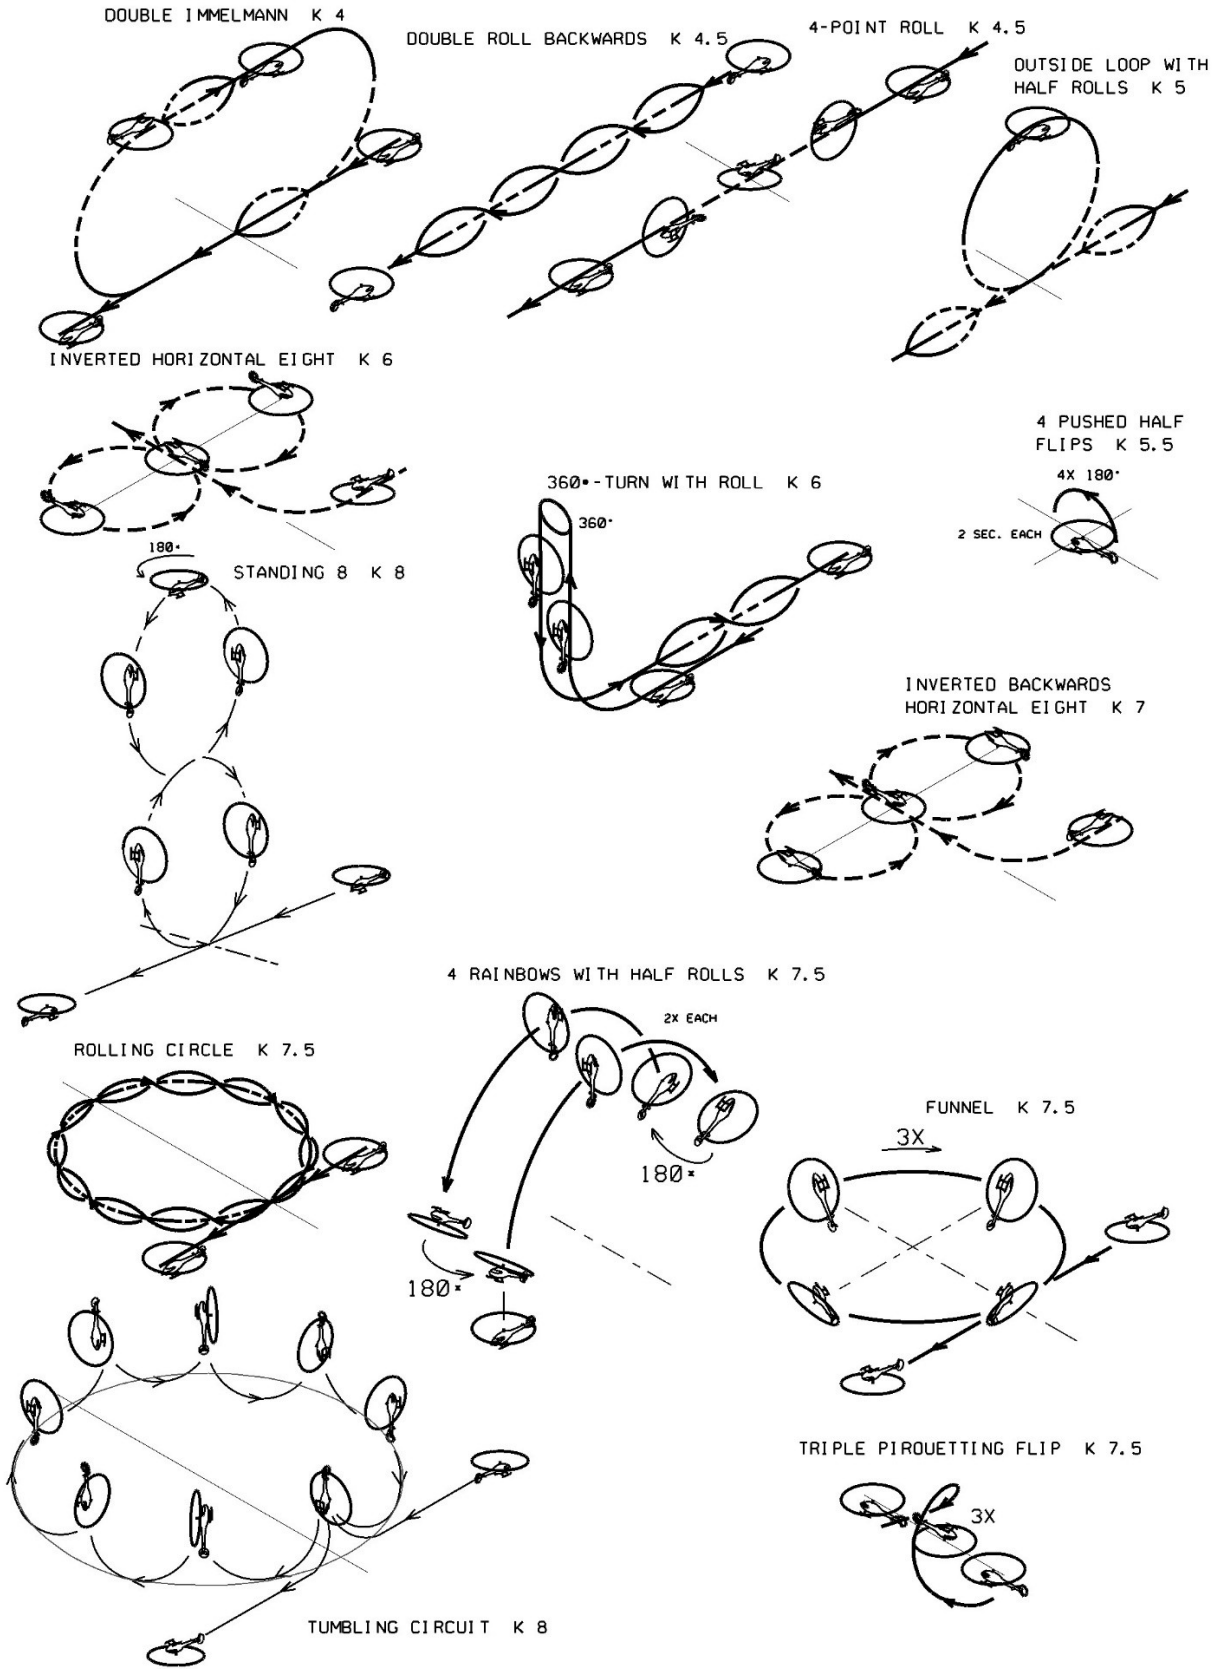 DOUBLE IMMELMANN K 4
DOUBLE ROLL BACKWARDS K 4.5
4-POINT ROLL K 4.5
OUTSIDE LOOP WITH
HALF ROLLS K 5
INVERTED HORIZONTAL EIGHT K 6
4 PUSHED HALF
FLIPS K 5.5
4X 180°
2 SEC. EACH
360°-TURN WITH ROLL K 6
360°
180°
STANDING 8 K 8
INVERTED BACKWARDS
HORIZONTAL EIGHT K 7
4 RAINBOWS WITH HALF ROLLS K 7.5
2X EACH
180°
180°
ROLLING CIRCLE K 7.5
FUNNEL K 7.5
3X
TRIPLE PIROUETTING FLIP K 7.5
3X
TUMBLING CIRCUIT K 8